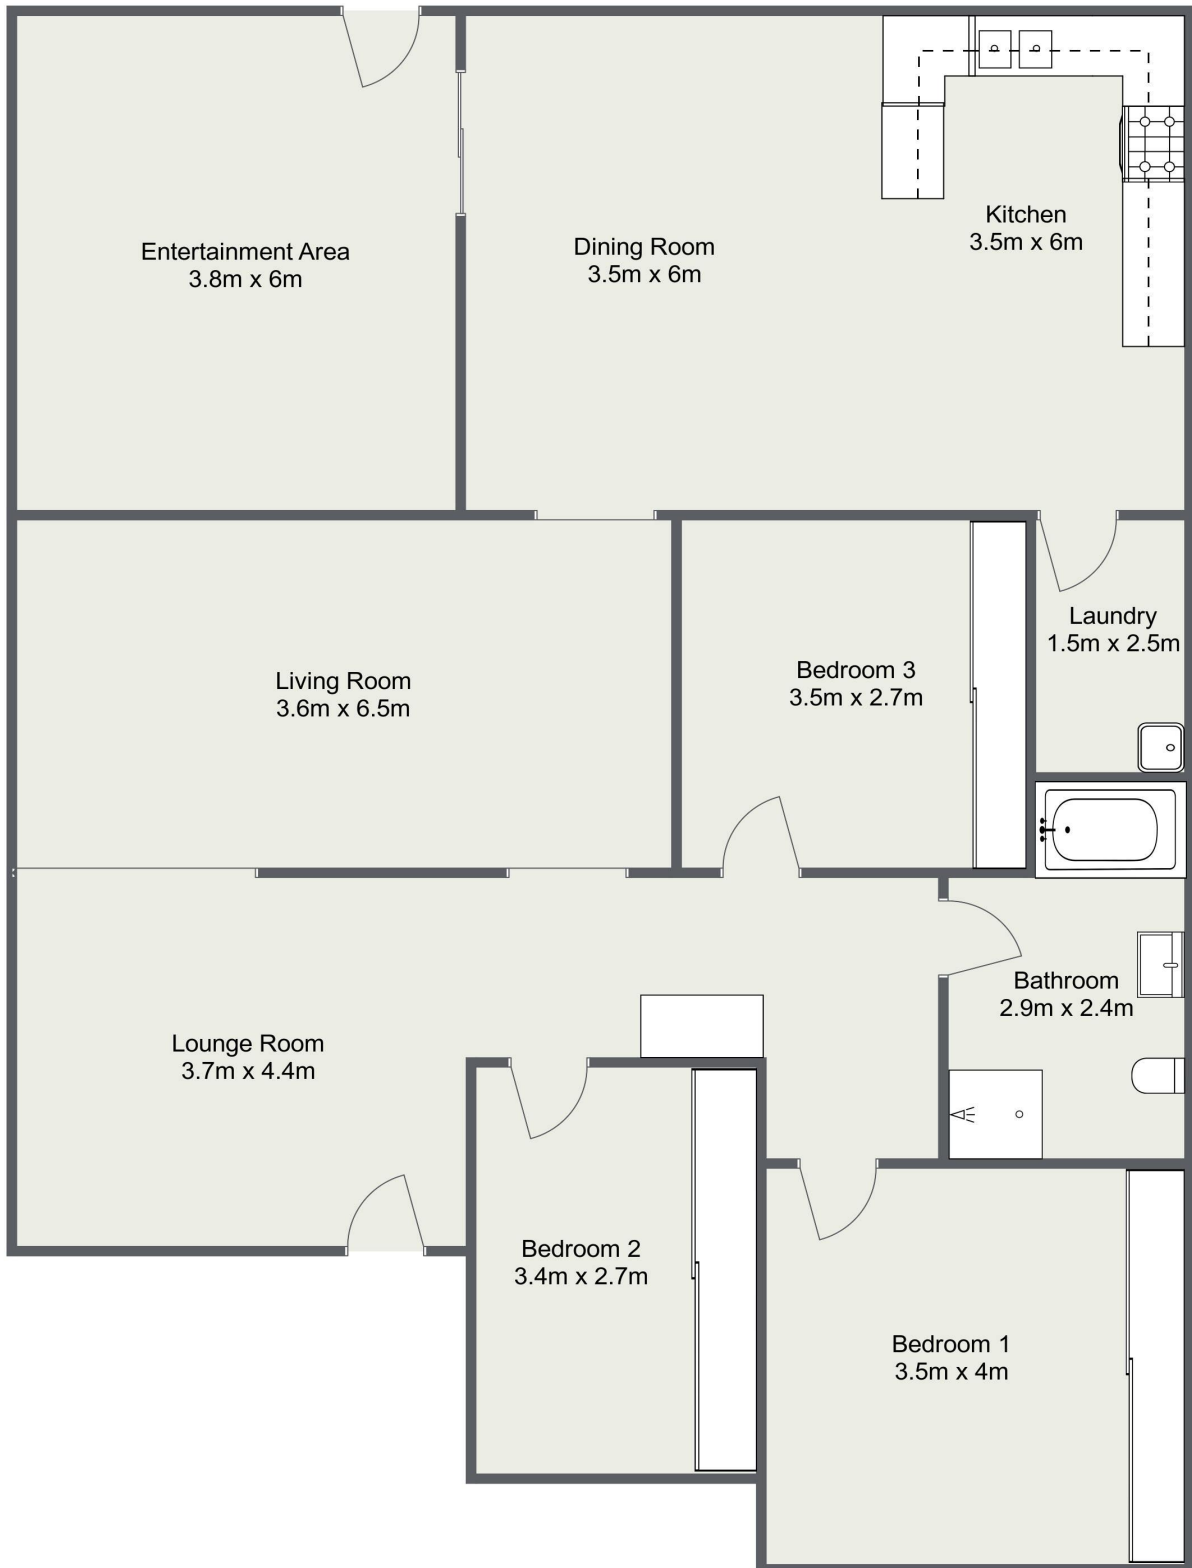 Entertainment Area
3.8m x 6m
Dining Room
3.5m x 6m
Kitchen
3.5m x 6m
Living Room
3.6m x 6.5m
Bedroom 3
3.5m x 2.7m
Laundry
1.5m x 2.5m
Lounge Room
3.7m x 4.4m
Bathroom
2.9m x 2.4m
Bedroom 2
3.4m x 2.7m
Bedroom 1
3.5m x 4m